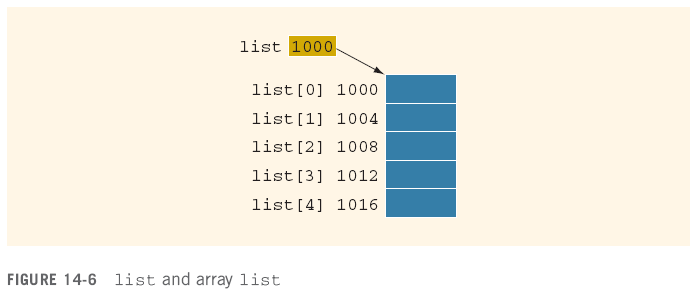 list 1000
list[0] 1000
list[1] 1004
list[2] 1008
list[3] 1012
list[4] 1016
FIGURE 14-6 list and array list